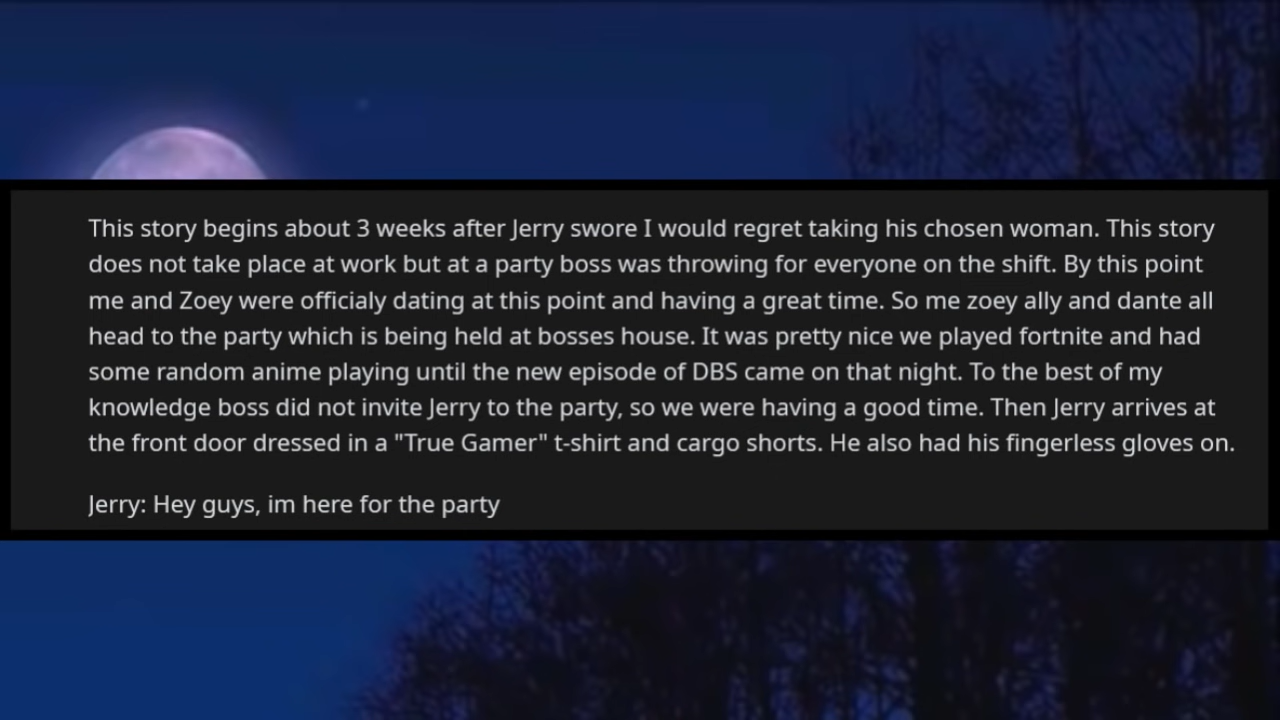 This story begins about 3 weeks after Jerry swore I would regret taking his chosen woman. This story
does not take place at work but at a party boss was throwing for everyone on the shift. By this point
me and Zoey were officialy dating at this point and having a great time. So me zoey ally and dante all
head to the party which is being held at bosses house. It was pretty nice we played fortnite and had
some random anime playing until the new episode of DBS came on that night. To the best of my
knowledge boss did not invite Jerry to the party, so we were having a good time. Then Jerry arrives at
the front door dressed in a "True Gamer" t-shirt and cargo shorts. He also had his fingerless gloves on.
Jerry: Hey guys, im here for the party